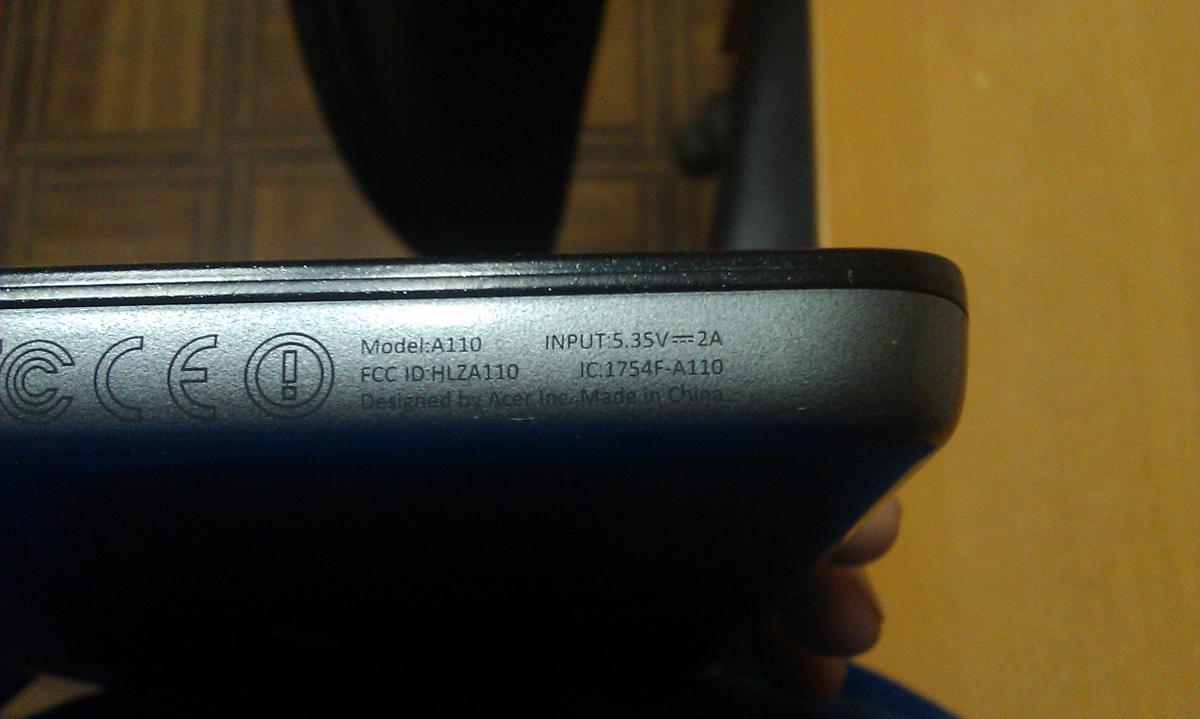 Model:A110 INPUT:5.35V⎓2A
FCC ID:HLZA110 IC:1754F-A110
Designed by Acer Inc. Made in China